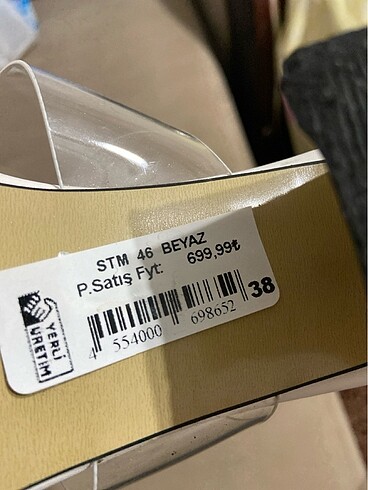 STM 46 BEYAZ
P.Satış Fyt: 699,99₺
38
4 554000 698652
YERLİ
ÜRETİM